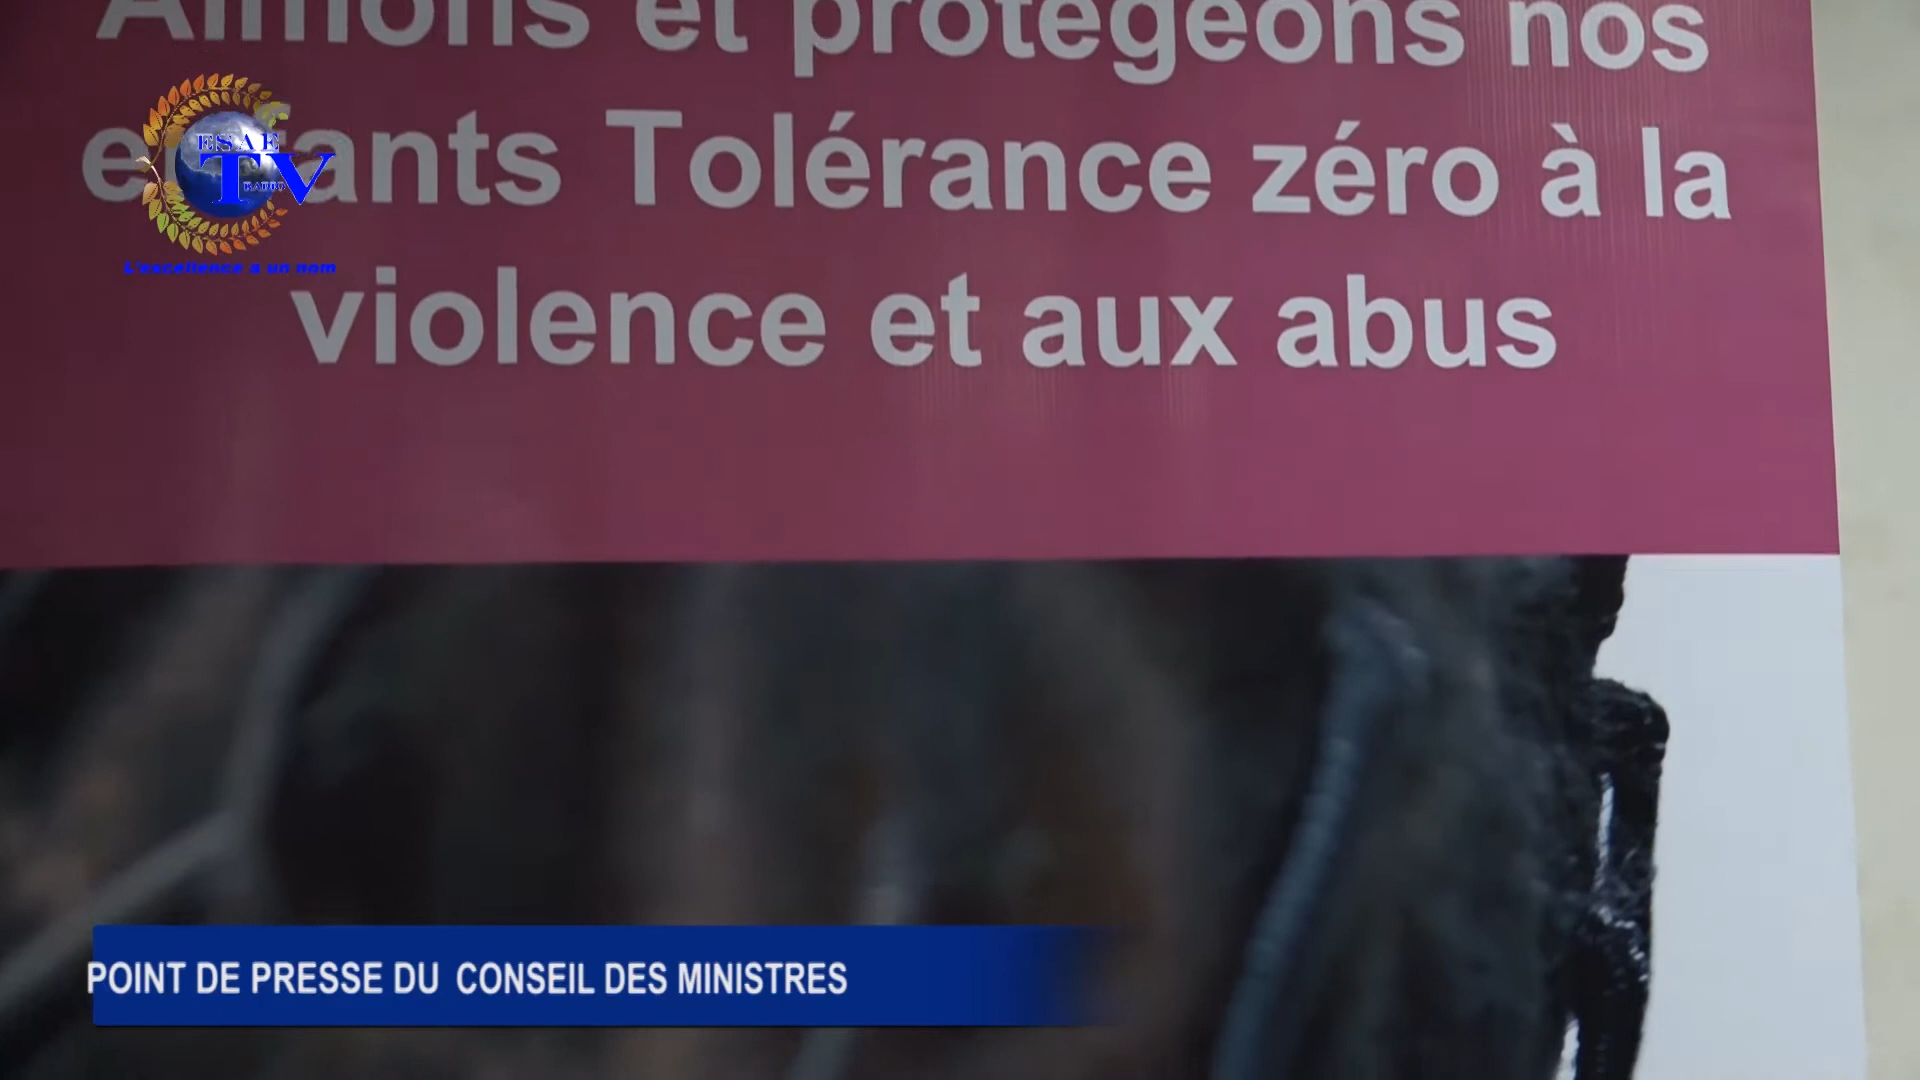 Aimons et protégeons nos
enfants Tolérance zéro à la
violence et aux abus
ESAE
TV
RADIO
L'excellence a un nom
POINT DE PRESSE DU CONSEIL DES MINISTRES